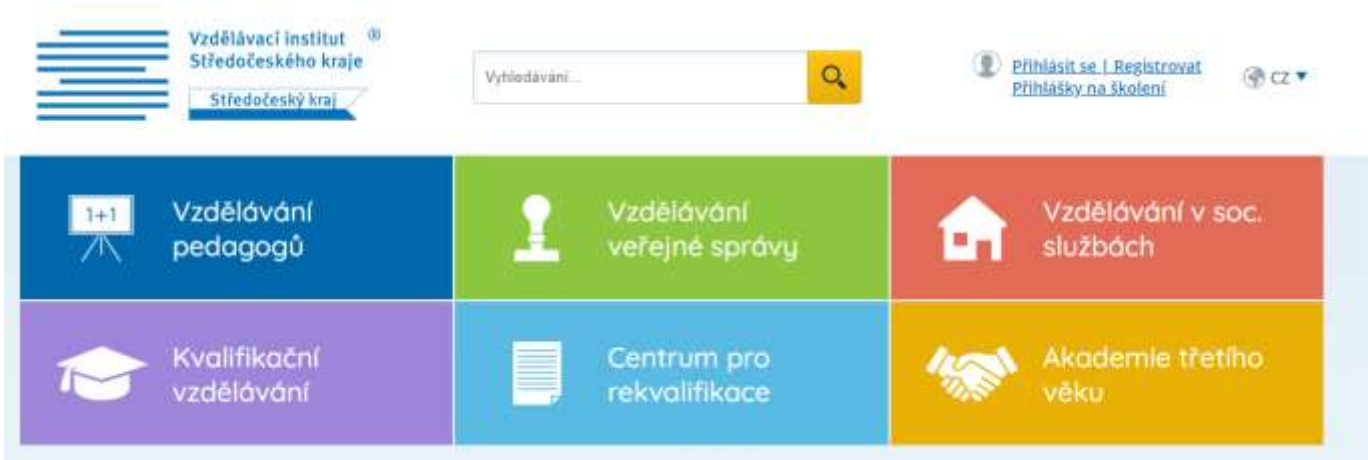 Vzdělávací institut ®
Středočeského kraje
Středočeský kraj
Vyhledávání...
Přihlásit se | Registrovat
Přihlášky na školení
CZ ▼
1+1
Vzdělávání
pedagogů
Vzdělávání
veřejné správy
Vzdělávání v soc.
službách
Kvalifikační
vzdělávání
Centrum pro
rekvalifikace
Akademie třetího
věku